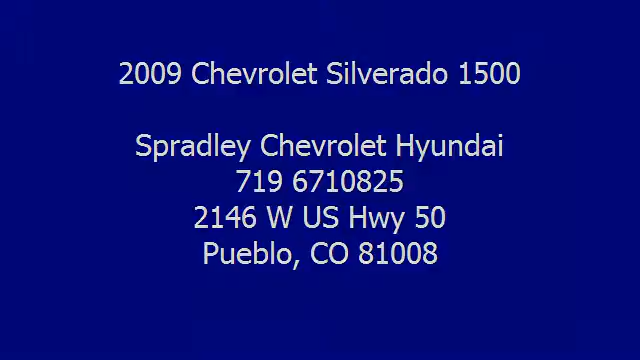 2009 Chevrolet Silverado 1500
Spradley Chevrolet Hyundai
719 6710825
2146 W US Hwy 50
Pueblo, CO 81008